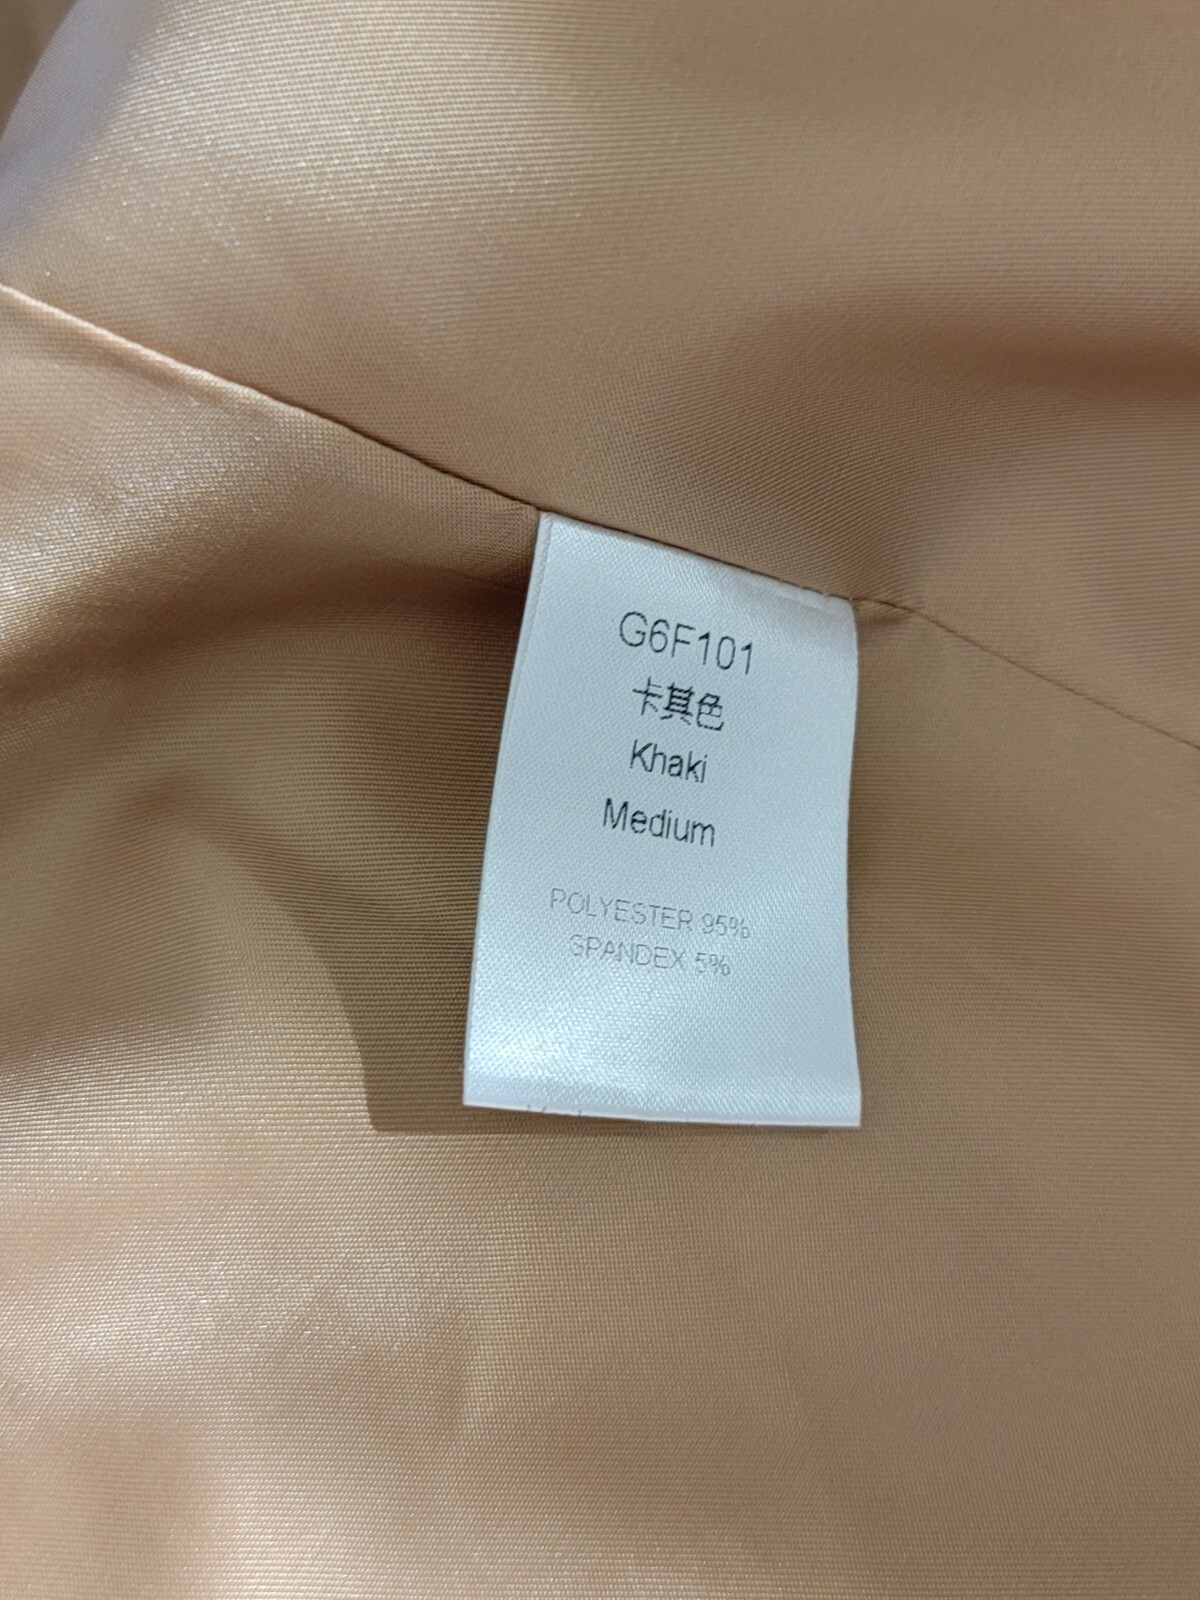 G6F101
卡其色
Khaki
Medium
POLYESTER 95%
SPANDEX 5%